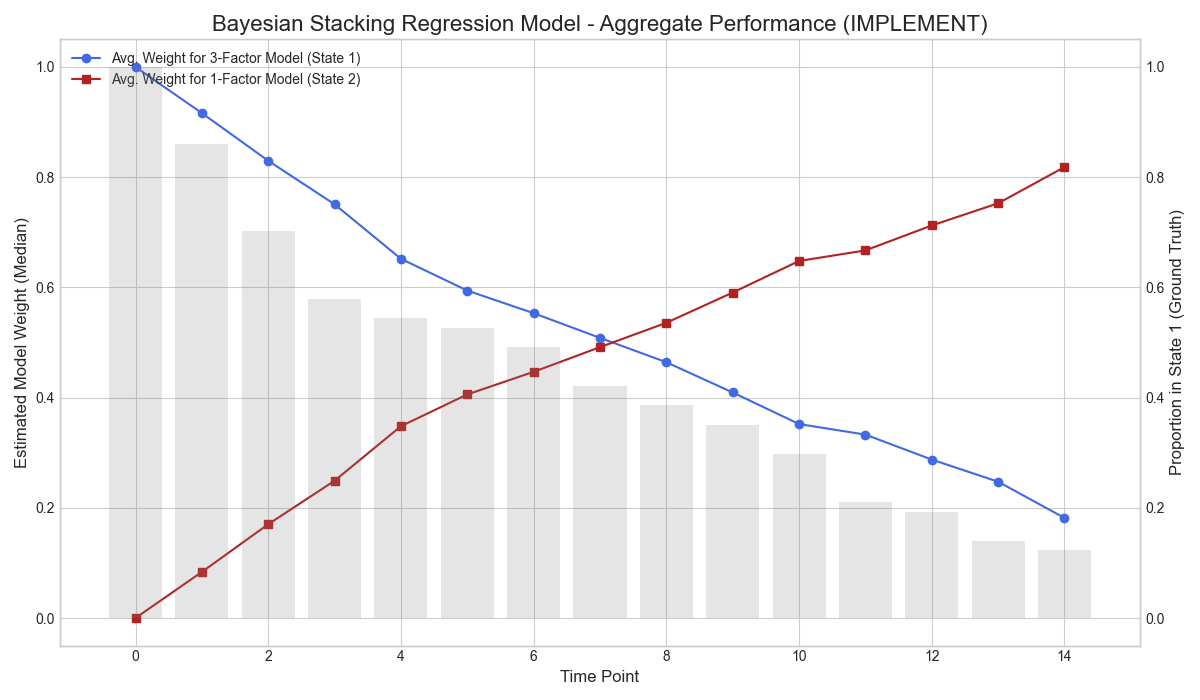 Bayesian Stacking Regression Model - Aggregate Performance (IMPLEMENT)
Avg. Weight for 3-Factor Model (State 1)
Avg. Weight for 1-Factor Model (State 2)
Estimated Model Weight (Median)
1.0
0.8
0.6
0.4
0.2
0.0
Proportion in State 1 (Ground Truth)
1.0
0.8
0.6
0.4
0.2
0.0
0 2 4 6 8 10 12 14
Time Point